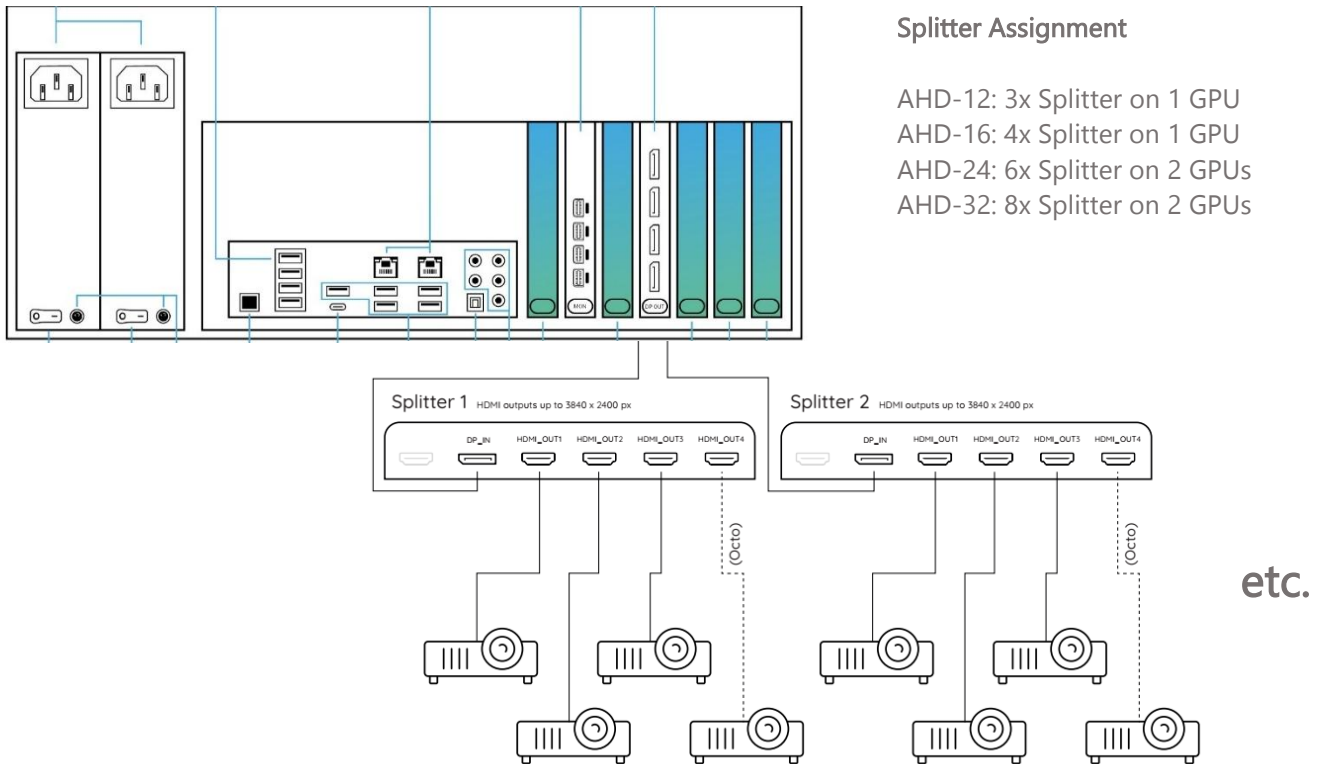 Splitter Assignment
AHD-12: 3x Splitter on 1 GPU
AHD-16: 4x Splitter on 1 GPU
AHD-24: 6x Splitter on 2 GPUs
AHD-32: 8x Splitter on 2 GPUs
MON
DP OUT
Splitter 1 HDMI outputs up to 3840 x 2400 px
DP_IN HDMI_OUT1 HDMI_OUT2 HDMI_OUT3 HDMI_OUT4
(Octo)
Splitter 2 HDMI outputs up to 3840 x 2400 px
DP_IN HDMI_OUT1 HDMI_OUT2 HDMI_OUT3 HDMI_OUT4
(Octo)
etc.